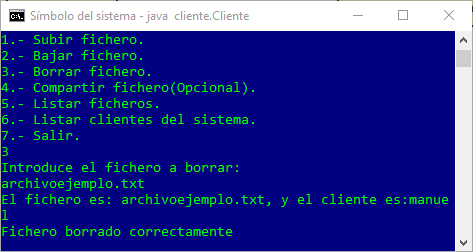 Símbolo del sistema - java cliente.Cliente
1.- Subir fichero.
2.- Bajar fichero.
3.- Borrar fichero.
4.- Compartir fichero(Opcional).
5.- Listar ficheros.
6.- Listar clientes del sistema.
7.- Salir.
3
Introduce el fichero a borrar:
archivoejemplo.txt
El fichero es: archivoejemplo.txt, y el cliente es:manue
l
Fichero borrado correctamente